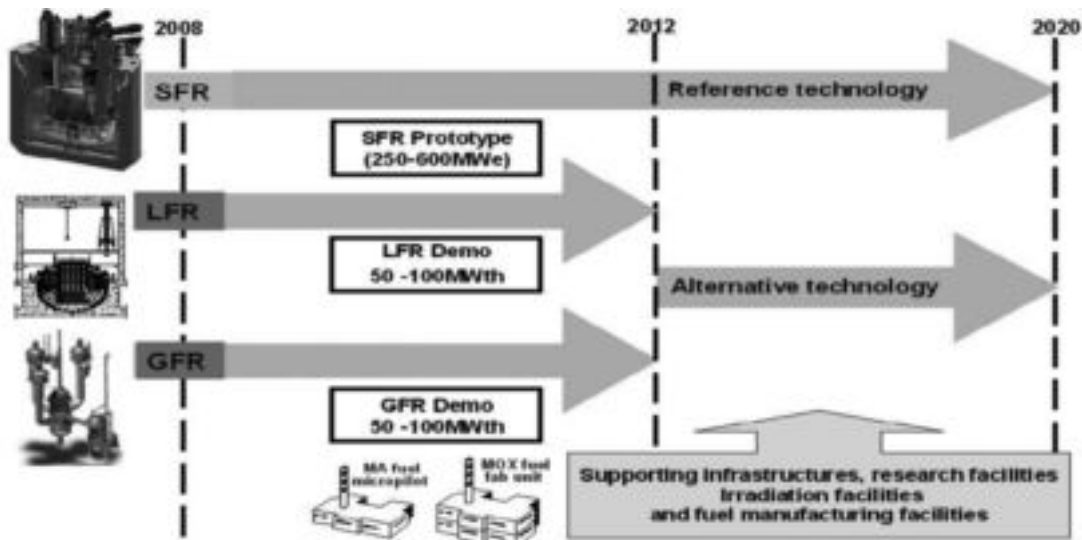 2008
2012
2020
SFR
Reference technology
SFR Prototype
(250-600MWe)
LFR
LFR Demo
50 -100MWth
Alternative technology
GFR
GFR Demo
50 -100MWth
MA fuel
micropilot
MOX fuel
fab unit
Supporting infrastructures, research facilities
Irradiation facilities
and fuel manufacturing facilities